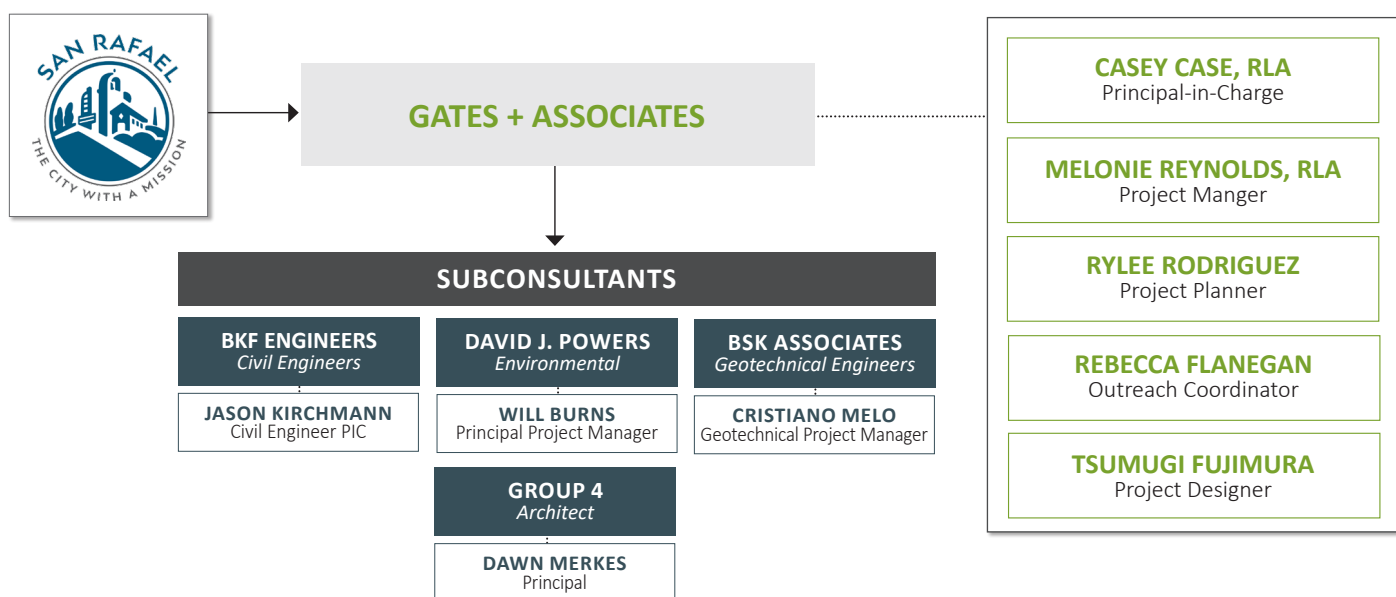 SAN RAFAEL
THE CITY WITH A MISSION
GATES + ASSOCIATES
SUBCONSULTANTS
BKF ENGINEERS
Civil Engineers
JASON KIRCHMANN
Civil Engineer PIC
DAVID J. POWERS
Environmental
WILL BURNS
Principal Project Manager
BSK ASSOCIATES
Geotechnical Engineers
CRISTIANO MELO
Geotechnical Project Manager
GROUP 4
Architect
DAWN MERKES
Principal
CASEY CASE, RLA
Principal-in-Charge
MELONIE REYNOLDS, RLA
Project Manger
RYLEE RODRIGUEZ
Project Planner
REBECCA FLANEGAN
Outreach Coordinator
TSUMUGI FUJIMURA
Project Designer